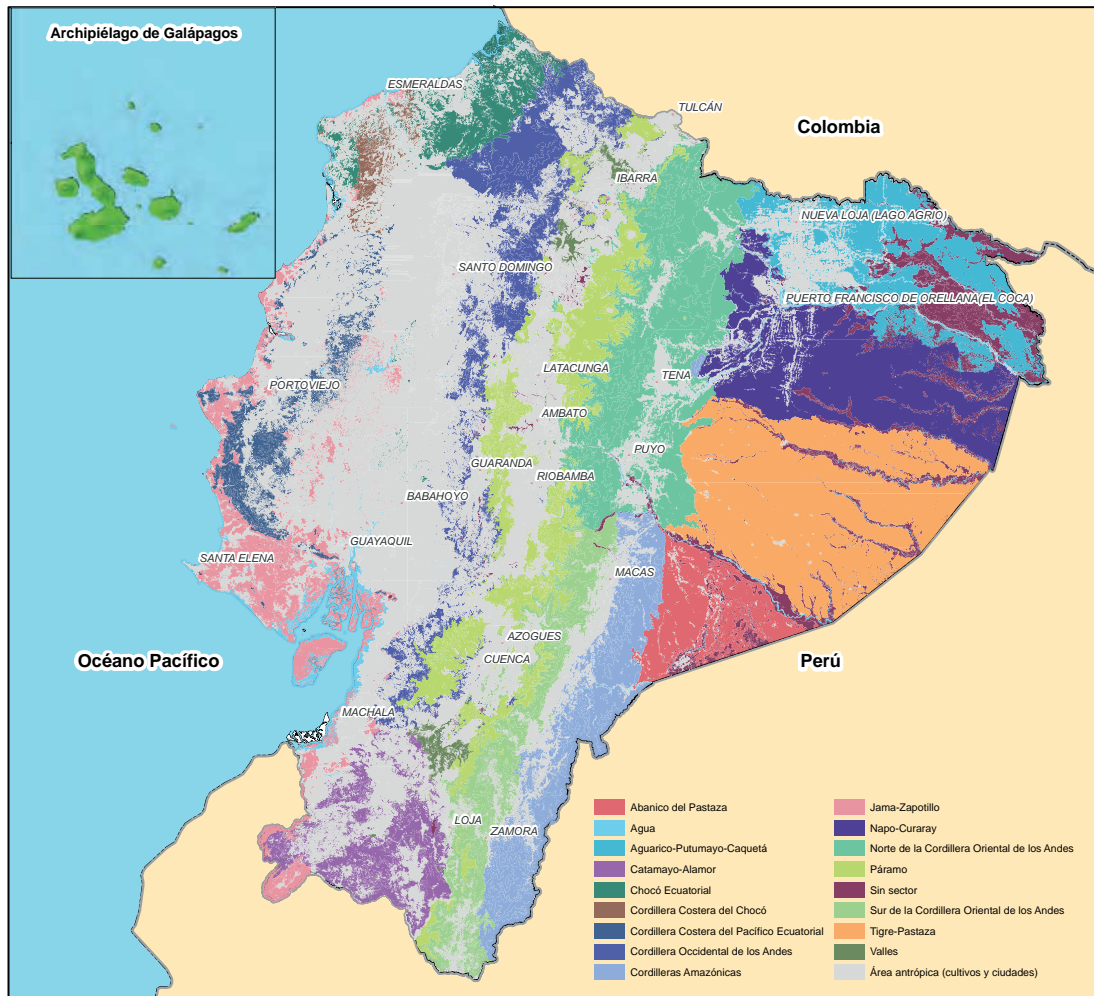 Archipiélago de Galápagos
ESMERALDAS
TULCÁN
Colombia
IBARRA
NUEVA LOJA (LAGO AGRIO)
SANTO DOMINGO
PUERTO FRANCISCO DE ORELLANA(EL COCA)
LATACUNGA
TENA
PORTOVIEJO
AMBATO
PUYO
GUARANDA
RIOBAMBA
BABAHOYO
GUAYAQUIL
SANTA ELENA
MACAS
AZOGUES
CUENCA
Océano Pacífico
Perú
MACHALA
LOJA
ZAMORA
Abanico del Pastaza
Agua
Aguarico-Putumayo-Caquetá
Catamayo-Alamor
Chocó Ecuatorial
Cordillera Costera del Chocó
Cordillera Costera del Pacífico Ecuatorial
Cordillera Occidental de los Andes
Cordilleras Amazónicas
Jama-Zapotillo
Napo-Curaray
Norte de la Cordillera Oriental de los Andes
Páramo
Sin sector
Sur de la Cordillera Oriental de los Andes
Tigre-Pastaza
Valles
Área antrópica (cultivos y ciudades)